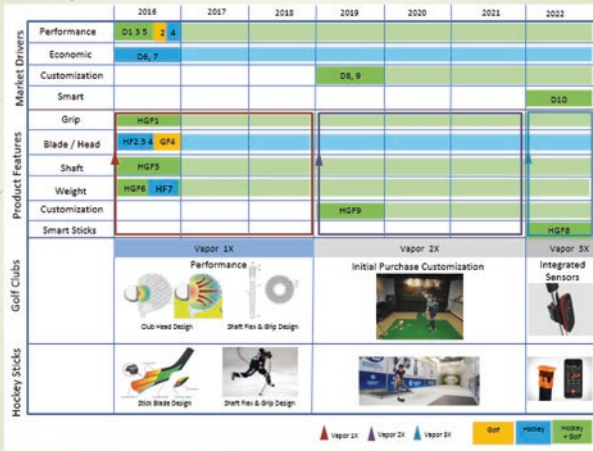 2016 2017 2018 2019 2020 2021 2022
Market Drivers
Performance D1 3 5 2 4
Economic D6, 7
Customization D8, 9
Smart D10
Product Features
Grip HGF1
Blade / Head HF2 3 4 GF4
Shaft HGF5
Weight HGF6 HF7
Customization HGF9
Smart Sticks HGF8
Vapor 1X Vapor 2X Vapor 3X
Golf Clubs
Performance Initial Purchase Customization Integrated
Sensors
Club Head Design Shaft Flex & Grip Design
Hockey Sticks
Stick Blade Design Shaft Flex & Grip Design
Vapor 1X Vapor 2X Vapor 3X Golf Hockey Hockey
+ Golf